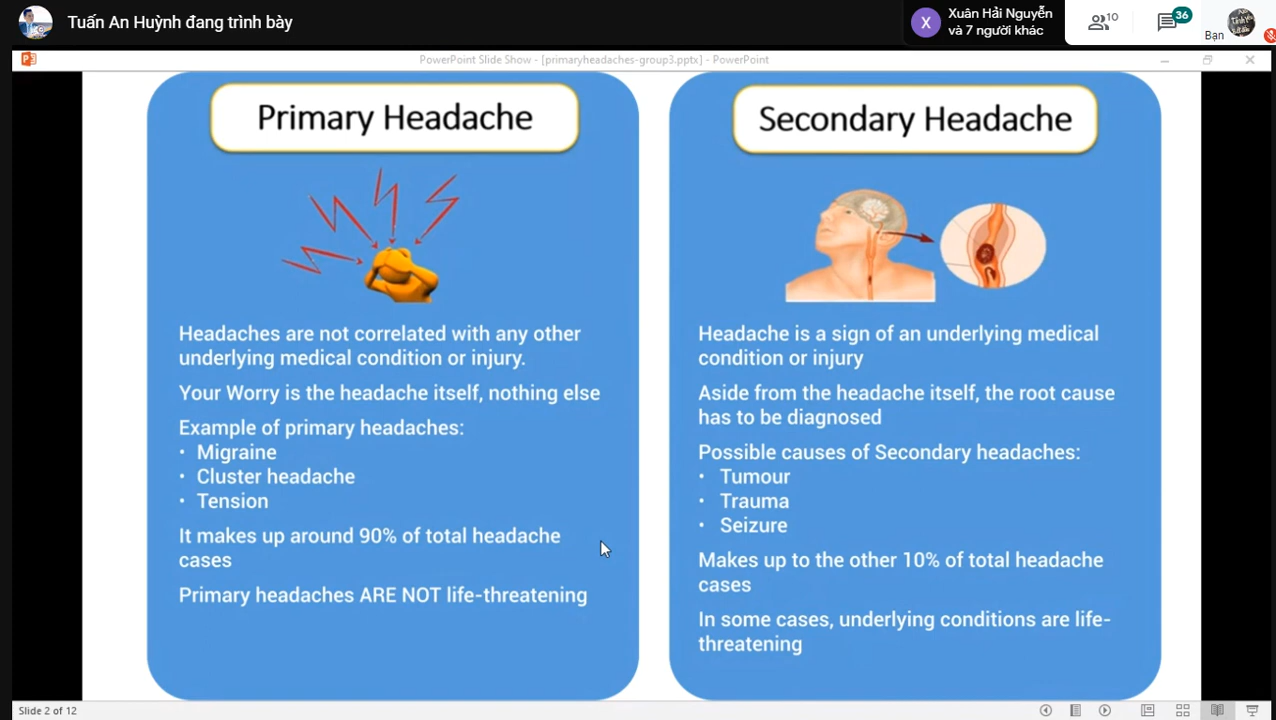 Tuấn An Huỳnh đang trình bày
X
Xuân Hải Nguyễn
và 7 người khác
10
36
Bạn
PowerPoint Slide Show - [primaryheadaches-group3.pptx] - PowerPoint
Primary Headache
Headaches are not correlated with any other
underlying medical condition or injury.
Your Worry is the headache itself, nothing else
Example of primary headaches:
• Migraine
• Cluster headache
• Tension
It makes up around 90% of total headache
cases
Primary headaches ARE NOT life-threatening
Secondary Headache
Headache is a sign of an underlying medical
condition or injury
Aside from the headache itself, the root cause
has to be diagnosed
Possible causes of Secondary headaches:
• Tumour
• Trauma
• Seizure
Makes up to the other 10% of total headache
cases
In some cases, underlying conditions are life-
threatening
Slide 2 of 12